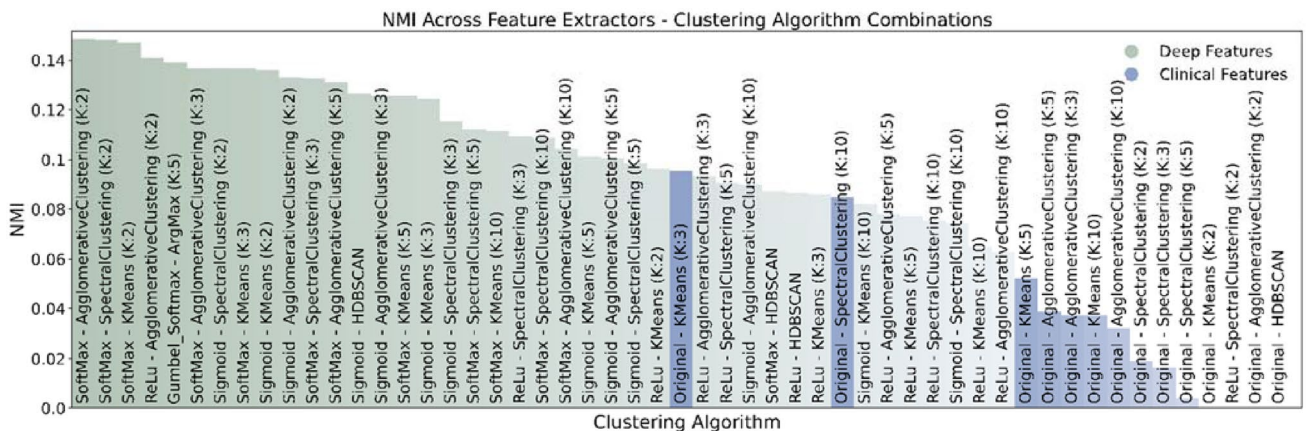 NMI Across Feature Extractors - Clustering Algorithm Combinations
Deep Features
Clinical Features
NMI
0.14
0.12
0.1
0.08
0.06
0.04
0.02
0.0
SoftMax - AgglomerativeClustering (K:2)
SoftMax - SpectralClustering (K:2)
SoftMax - KMeans (K:2)
ReLu - AgglomerativeClustering (K:2)
Gumbel_Softmax - ArgMax (K:5)
SoftMax - AgglomerativeClustering (K:3)
Sigmoid - SpectralClustering (K:2)
SoftMax - KMeans (K:3)
Sigmoid - KMeans (K:2)
Sigmoid - AgglomerativeClustering (K:2)
SoftMax - SpectralClustering (K:3)
SoftMax - AgglomerativeClustering (K:5)
Sigmoid - HDBSCAN
Sigmoid - AgglomerativeClustering (K:3)
SoftMax - KMeans (K:5)
Sigmoid - KMeans (K:3)
Sigmoid - SpectralClustering (K:3)
SoftMax - SpectralClustering (K:5)
SoftMax - KMeans (K:10)
ReLu - SpectralClustering (K:3)
SoftMax - SpectralClustering (K:10)
SoftMax - AgglomerativeClustering (K:10)
Sigmoid - KMeans (K:5)
Sigmoid - AgglomerativeClustering (K:5)
Sigmoid - SpectralClustering (K:5)
ReLu - KMeans (K:2)
Original - KMeans (K:3)
ReLu - AgglomerativeClustering (K:3)
ReLu - SpectralClustering (K:5)
Sigmoid - AgglomerativeClustering (K:10)
SoftMax - HDBSCAN
ReLu - HDBSCAN
ReLu - KMeans (K:3)
Original - SpectralClustering (K:10)
Sigmoid - KMeans (K:10)
ReLu - AgglomerativeClustering (K:5)
ReLu - KMeans (K:5)
ReLu - SpectralClustering (K:10)
Sigmoid - SpectralClustering (K:10)
ReLu - KMeans (K:10)
ReLu - AgglomerativeClustering (K:10)
Original - KMeans (K:5)
Original - AgglomerativeClustering (K:5)
Original - AgglomerativeClustering (K:3)
Original - KMeans (K:10)
Original - AgglomerativeClustering (K:10)
Original - SpectralClustering (K:2)
Original - SpectralClustering (K:3)
Original - SpectralClustering (K:5)
Original - KMeans (K:2)
ReLu - SpectralClustering (K:2)
Original - AgglomerativeClustering (K:2)
Original - HDBSCAN
Clustering Algorithm